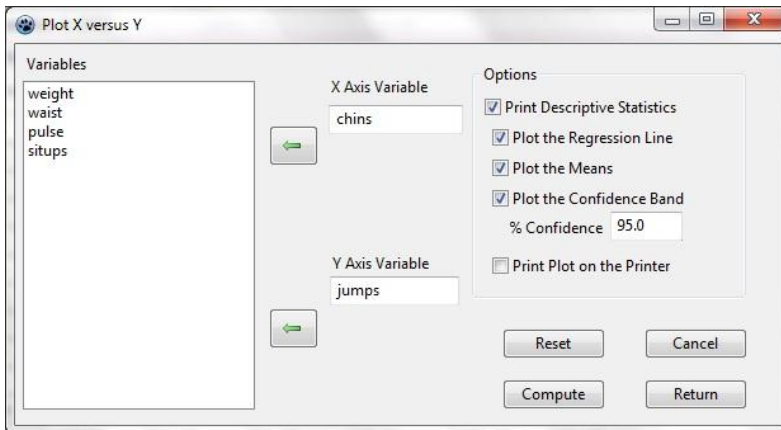 Plot X versus Y
Variables
weight
waist
pulse
situps
X Axis Variable
chins
Y Axis Variable
jumps
Options
Print Descriptive Statistics
Plot the Regression Line
Plot the Means
Plot the Confidence Band
% Confidence 95.0
Print Plot on the Printer
Reset Cancel
Compute Return